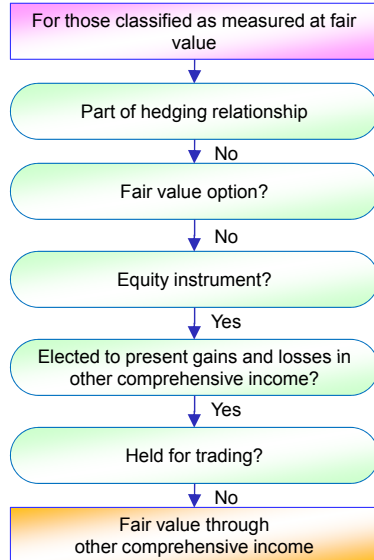 For those classified as measured at fair
value
Part of hedging relationship
No
Fair value option?
No
Equity instrument?
Yes
Elected to present gains and losses in
other comprehensive income?
Yes
Held for trading?
No
Fair value through
other comprehensive income